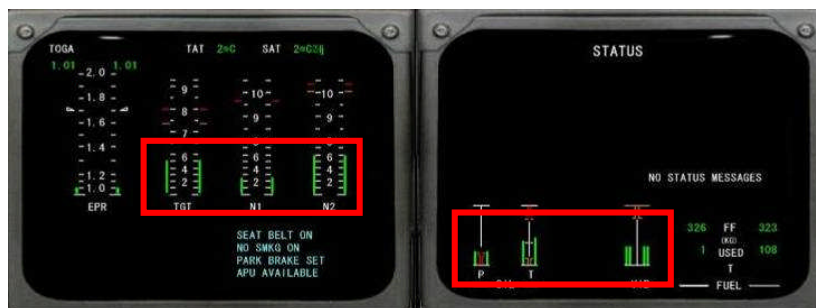 TOGA
TAT 2°C SAT 2°C
1.01 1.01
2.0
1.8
1.6
1.4
1.2
1.0
9
8
7
6
4
2
10
9
6
4
2
10
9
6
4
2
EPR TGT N1 N2
SEAT BELT ON
NO SMKG ON
PARK BRAKE SET
APU AVAILABLE
STATUS
NO STATUS MESSAGES
326 FF 323
(KG)
1 USED 108
P T
T
FUEL